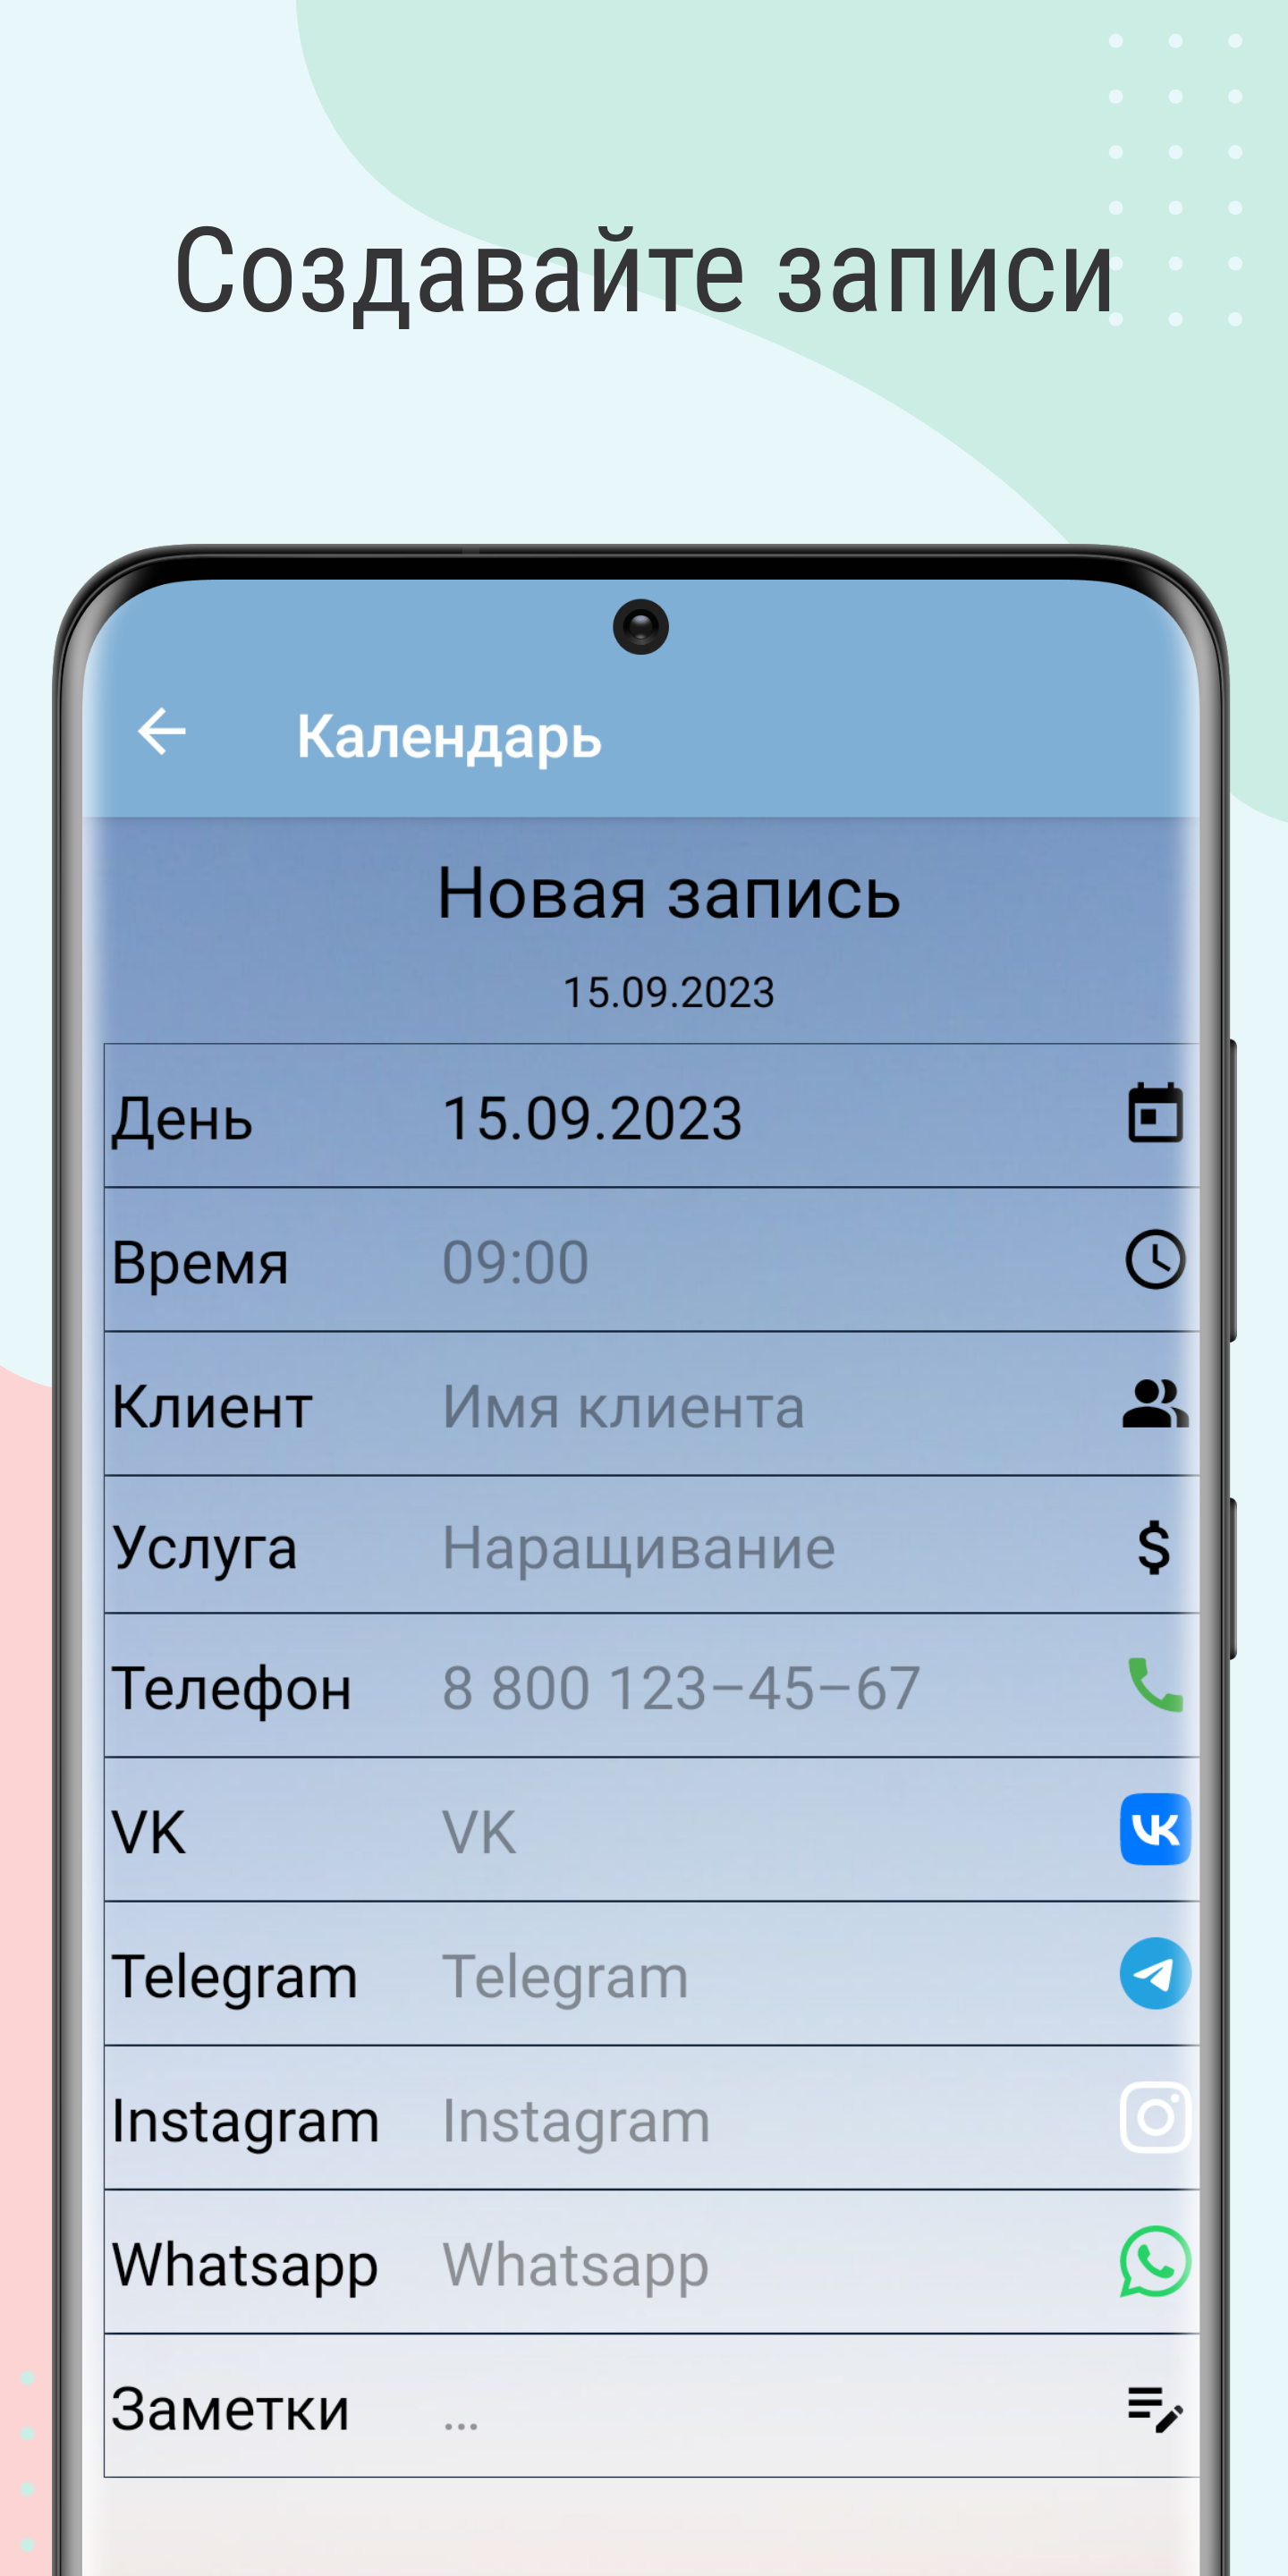 Создавайте записи
Календарь
Новая запись
15.09.2023
День 15.09.2023
Время 09:00
Клиент Имя клиента
Услуга Наращивание $
Телефон 8 800 123–45–67
VK VK VK
Telegram Telegram
Instagram Instagram
Whatsapp Whatsapp
Заметки ...